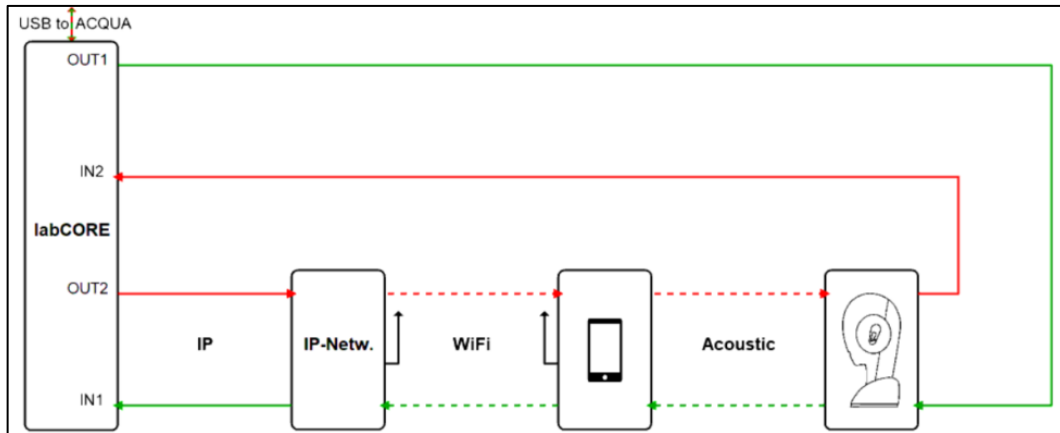 USB to ACQUA
OUT1
IN2
labCORE
OUT2
IP
IP-Netw.
WiFi
Acoustic
IN1